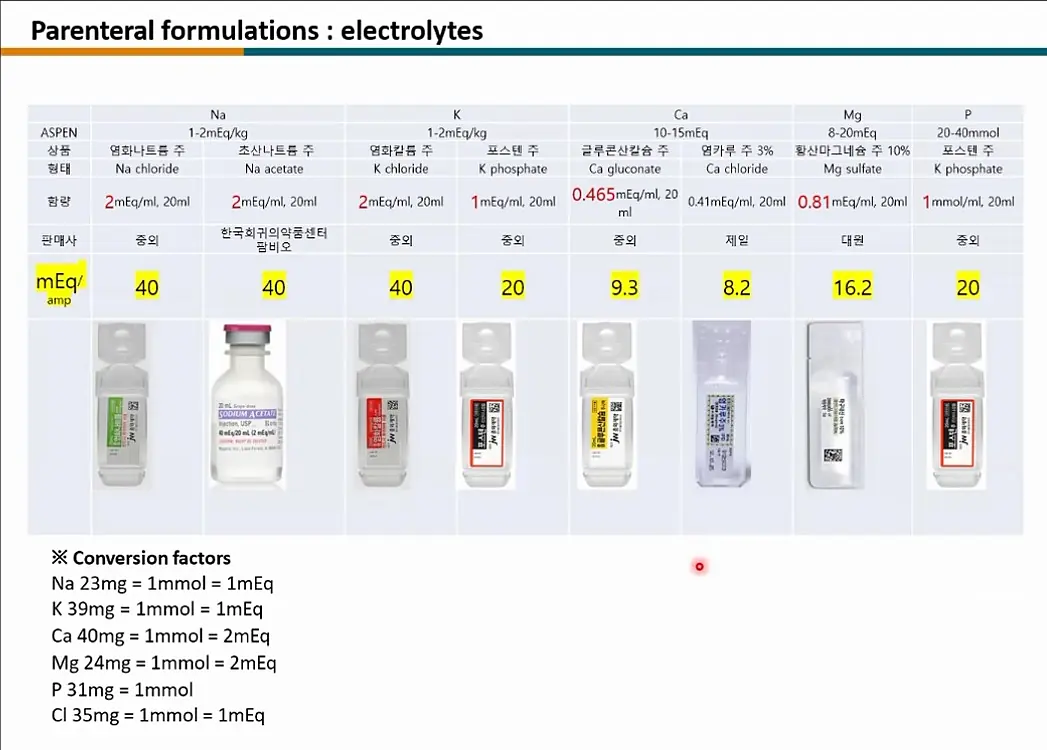 Parenteral formulations : electrolytes
Na K Ca Mg P
ASPEN 1-2mEq/kg 1-2mEq/kg 10-15mEq 8-20mEq 20-40mmol
상품 염화나트륨 주 초산나트륨 주 염화칼륨 주 포스텐 주 글루콘산칼슘 주 염카루 주 3% 황산마그네슘 주 10% 포스텐 주
형태 Na chloride Na acetate K chloride K phosphate Ca gluconate Ca chloride Mg sulfate K phosphate
함량 2mEq/ml, 20ml 2mEq/ml, 20ml 2mEq/ml, 20ml 1mEq/ml, 20ml 0.465mEq/ml, 20 ml 0.41mEq/ml, 20ml 0.81mEq/ml, 20ml 1mmol/ml, 20ml
판매사 중외 한국희귀의약품센터 팜비오 중외 중외 중외 제일 대원 중외
mEq/amp 40 40 40 20 9.3 8.2 16.2 20
SODIUM ACETATE
Injection, USP
40 mEq/20 mL (2 mEq/mL)
※ Conversion factors
Na 23mg = 1mmol = 1mEq
K 39mg = 1mmol = 1mEq
Ca 40mg = 1mmol = 2mEq
Mg 24mg = 1mmol = 2mEq
P 31mg = 1mmol
Cl 35mg = 1mmol = 1mEq